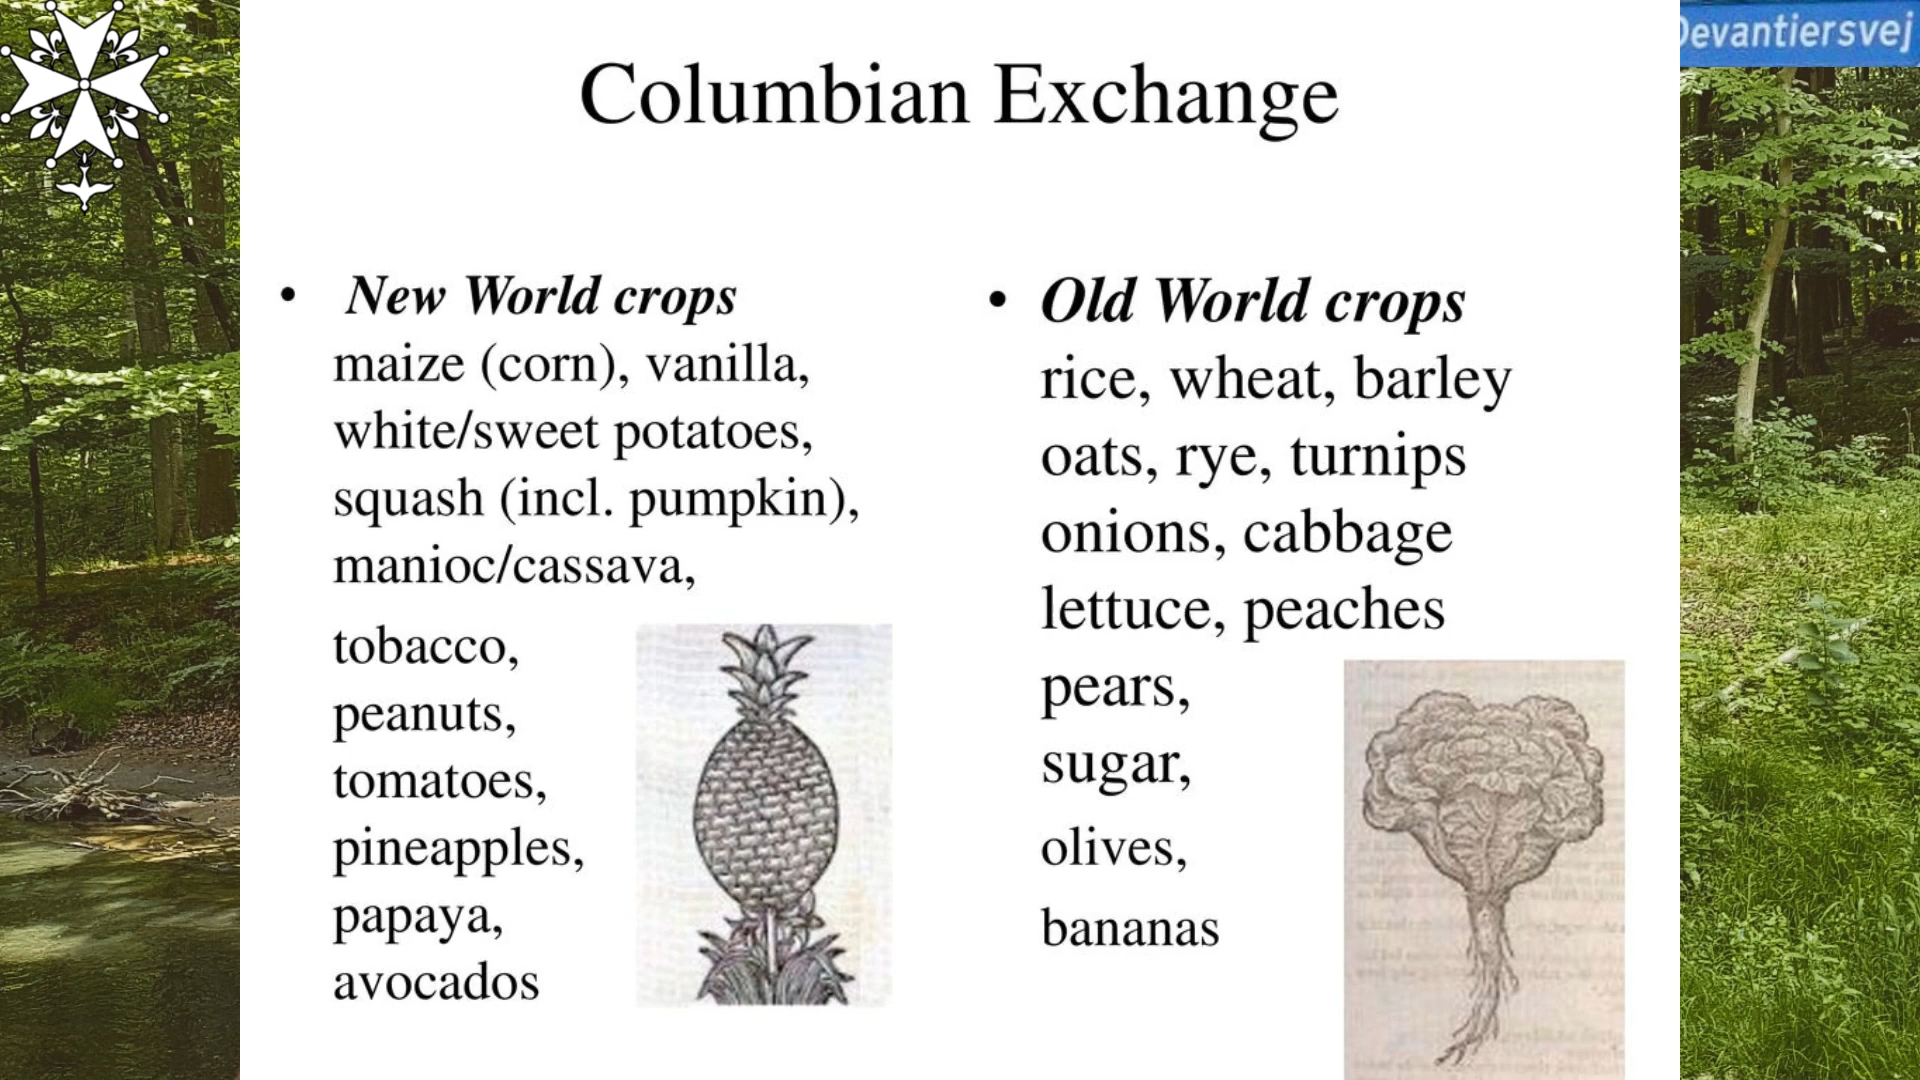 Devantiersvej
Columbian Exchange
• New World crops
maize (corn), vanilla,
white/sweet potatoes,
squash (incl. pumpkin),
manioc/cassava,
tobacco,
peanuts,
tomatoes,
pineapples,
papaya,
avocados
• Old World crops
rice, wheat, barley
oats, rye, turnips
onions, cabbage
lettuce, peaches
pears,
sugar,
olives,
bananas